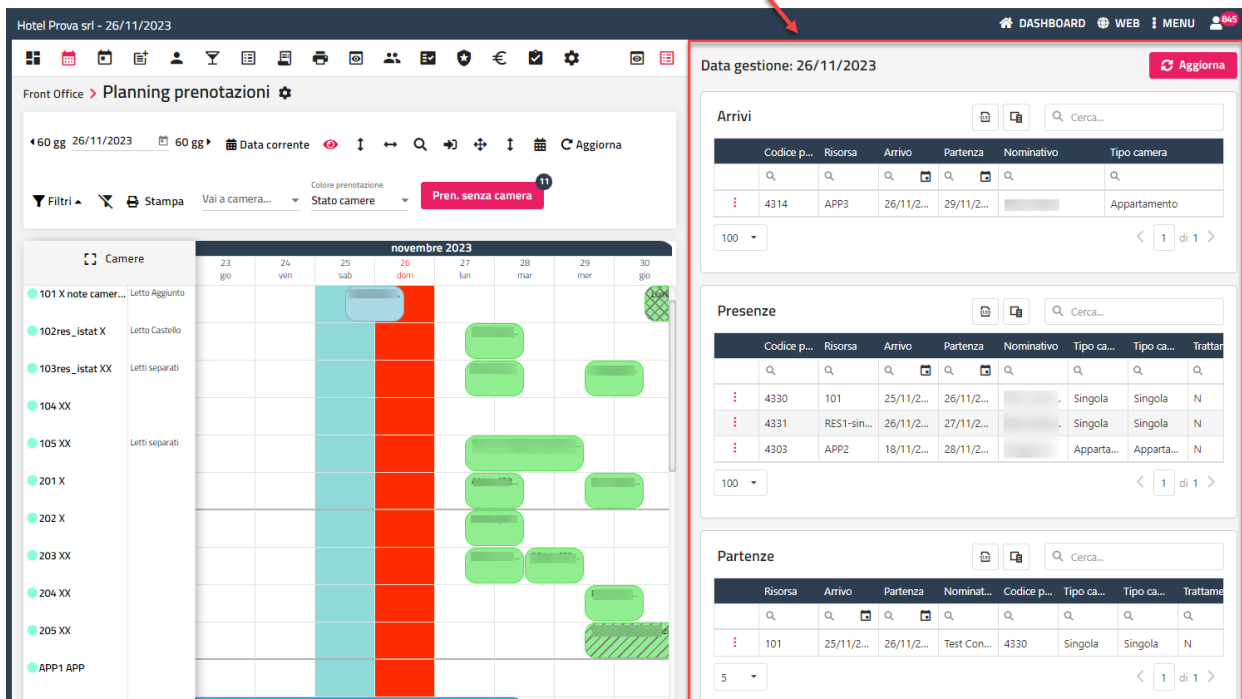 Hotel Prova srl - 26/11/2023
DASHBOARD WEB MENU 845
Front Office > Planning prenotazioni
60 gg 26/11/2023 60 gg Data corrente Aggiorna
Filtri Stampa Vai a camera... Colore prenotazione Stato camere Pren. senza camera 11
Camere
novembre 2023
23 24 25 26 27 28 29 30
gio ven sab dom lun mar mer gio
101 X note camer... Letto Aggiunto
102res_istat X Letto Castello
103res_istat XX Letti separati
104 XX
105 XX Letti separati
201 X
202 X
203 XX
204 XX
205 XX
APP1 APP
Data gestione: 26/11/2023 Aggiorna
Arrivi Cerca...
Codice p... Risorsa Arrivo Partenza Nominativo Tipo camera
4314 APP3 26/11/2... 29/11/2... Appartamento
100 1 di 1
Presenze Cerca...
Codice p... Risorsa Arrivo Partenza Nominativo Tipo ca... Tipo ca... Trattar
4330 101 25/11/2... 26/11/2... Singola Singola N
4331 RES1-sin... 26/11/2... 27/11/2... Singola Singola N
4303 APP2 18/11/2... 28/11/2... Apparta... Apparta... N
100 1 di 1
Partenze Cerca...
Risorsa Arrivo Partenza Nominat... Codice p... Tipo ca... Tipo ca... Trattame
101 25/11/2... 26/11/2... Test Con... 4330 Singola Singola N
5 1 di 1